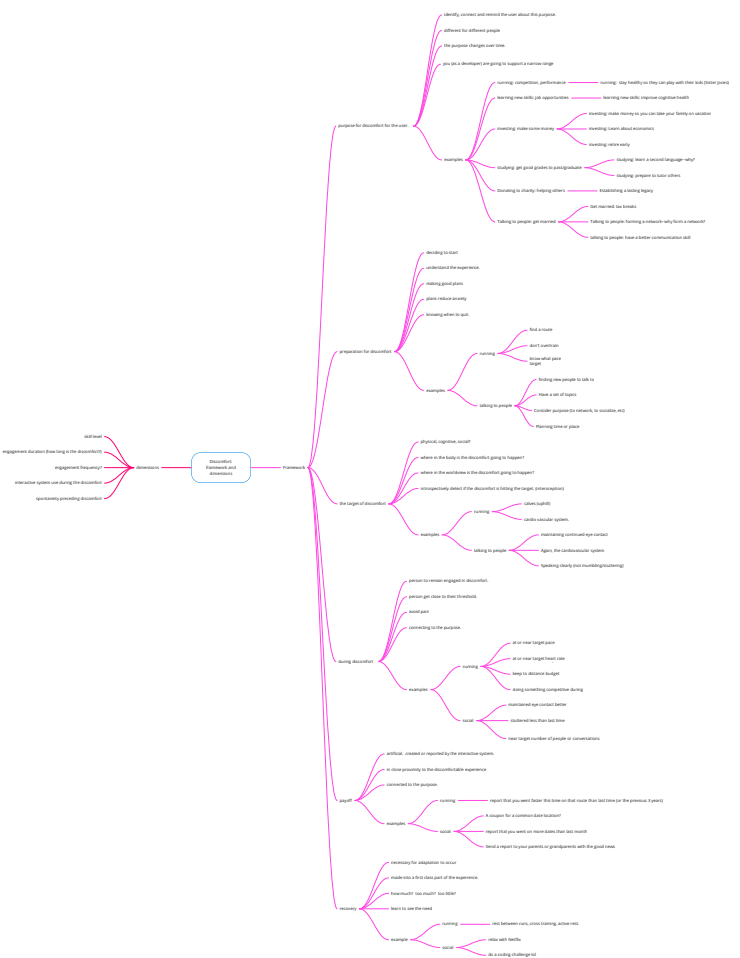 identify, connect and remind the user about this purpose.
different for different people
the purpose changes over time.
you (as a developer) are going to support a narrow range
running: competition, performance
running: stay healthy so they can play with their kids (Mater Jones)
learning new skills: job opportunities
learning new skills: improve cognitive health
purpose for discomfort for the user.
investing: make money so you can take your family on vacation
investing: make some money
investing: Learn about economics
investing: retire early
examples
studying: learn a second language--why?
studying: get good grades to pass/graduate
studying: prepare to tutor others
Donating to charity: helping others
Establishing a lasting legacy
Get married: tax breaks
Talking to people: get married
Talking to people: forming a network--why form a network?
talking to people: have a better communication skill
deciding to start
understand the experience.
making good plans
plans reduce anxiety
knowing when to quit.
find a route
preparation for discomfort
running
don't overtrain
know what pace
target
finding new people to talk to
examples
Have a set of topics
talking to people
Consider purpose (to network, to socialize, etc)
Planning time or place
skill level
physical, cognitive, social?
engagement duration (how long is the discomfort?)
where in the body is the discomfort going to happen?
Discomfort:
framework and
dimensions
engagement frequency?
dimensions
Framework
where in the worldview is the discomfort going to happen?
interactive system use during the discomfort
introspectively detect if the discomfort is hitting the target. (interoception)
spontaneity preceding discomfort
the target of discomfort
calves (uphill)
running
cardio vascular system.
examples
maintaining continued eye contact
talking to people
Again, the cardiovascular system
Speaking clearly (not mumbling/stuttering)
person to remain engaged in discomfort.
person get close to their threshold.
avoid pain
connecting to the purpose.
at or near target pace
during discomfort
running
at or near target heart rate
keep to distance budget
examples
doing something competitive during
maintained eye contact better
social
stuttered less than last time
near target number of people or conversations
artificial. created or reported by the interactive system.
in close proximity to the discomfortable experience
connected to the purpose.
payoff
running
report that you went faster this time on that route than last time (or the previous 3 years)
examples
A coupon for a common date location?
social
report that you went on more dates than last month
Send a report to your parents or grandparents with the good news
necessary for adaptation to occur
made into a first class part of the experience.
how much? too much? too little?
recovery
learn to see the need
running
rest between runs, cross training, active rest.
example
relax with Netflix
social
do a coding challenge lol